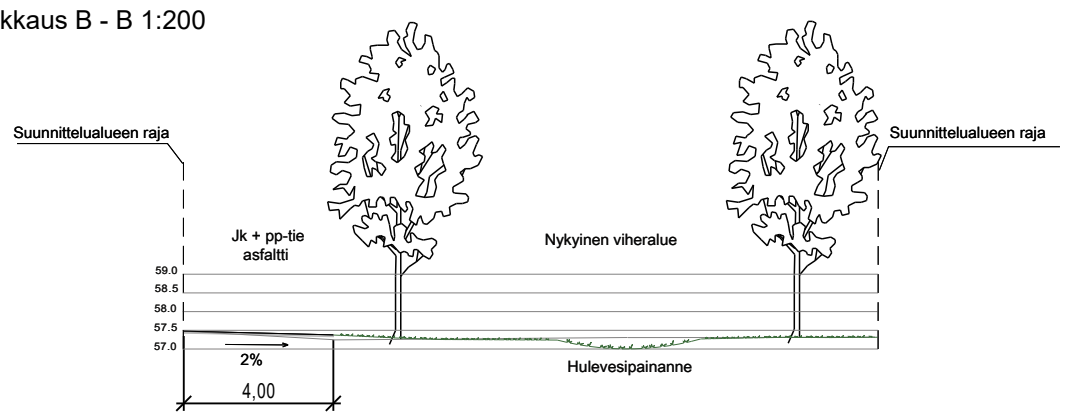 kkaus B - B 1:200
Suunnittelualueen raja
Suunnittelualueen raja
Jk + pp-tie
asfaltti
Nykyinen viheralue
59.0
58.5
58.0
57.5
57.0
2%
Hulevesipainanne
4,00